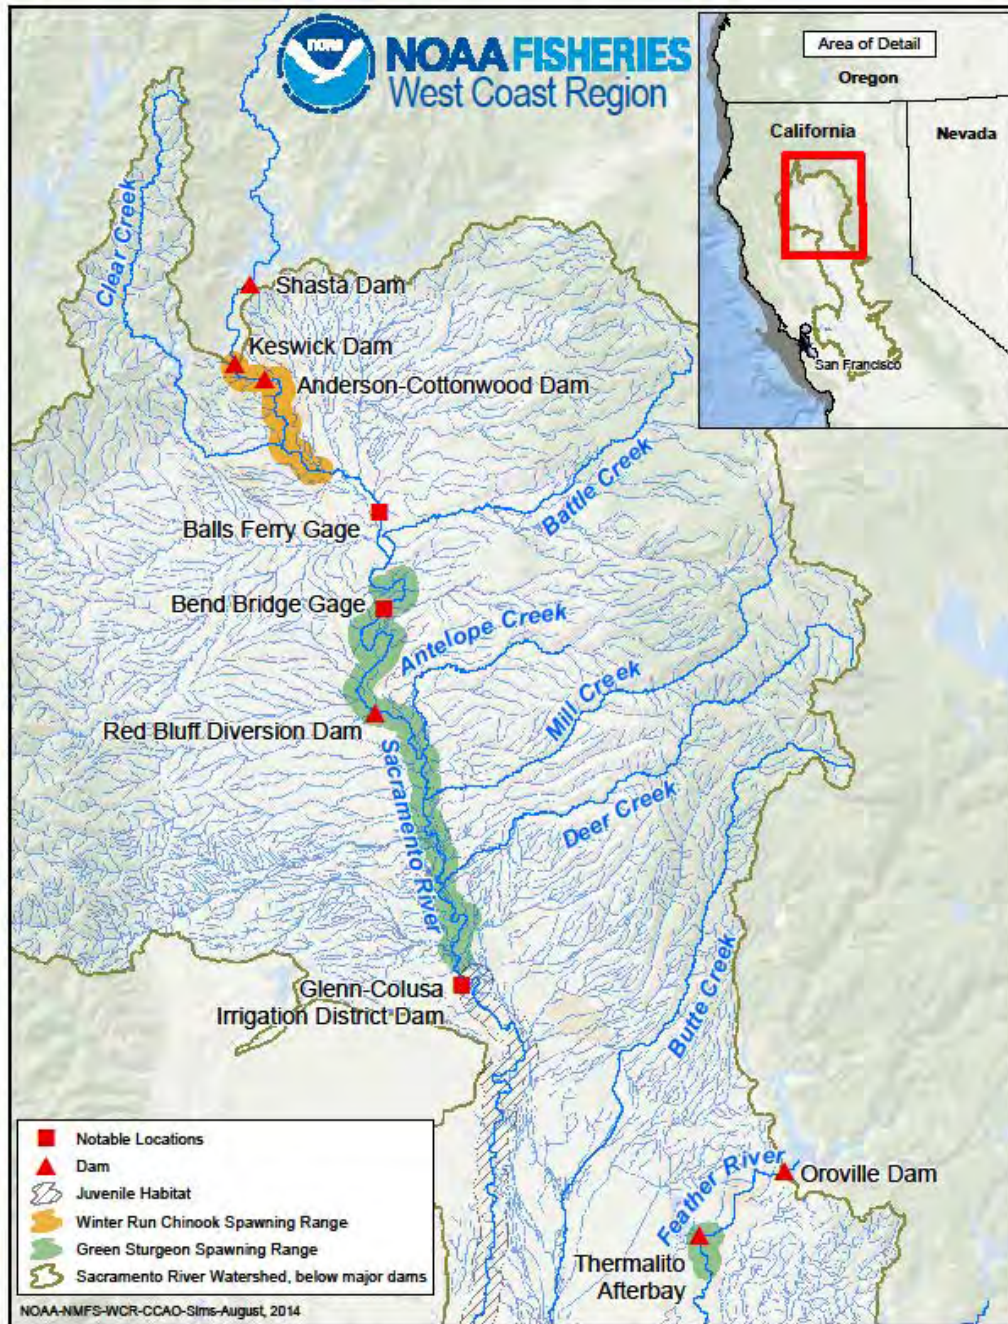 NOAA
NOAA FISHERIES
West Coast Region
Area of Detail
Oregon
California
Nevada
San Francisco
Clear Creek
Shasta Dam
Keswick Dam
Anderson-Cottonwood Dam
Battle Creek
Balls Ferry Gage
Bend Bridge Gage
Antelope Creek
Mill Creek
Red Bluff Diversion Dam
Sacramento River
Deer Creek
Glenn-Colusa
Irrigation District Dam
Butte Creek
Feather River
Oroville Dam
Thermalito
Afterbay
Notable Locations
Dam
Juvenile Habitat
Winter Run Chinook Spawning Range
Green Sturgeon Spawning Range
Sacramento River Watershed, below major dams
NOAA-NMFS-WCR-CCAO-Sims-August, 2014